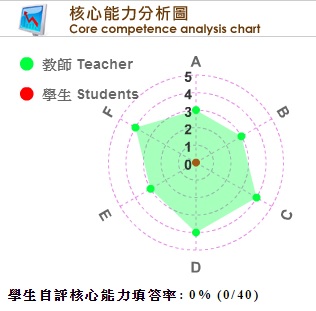 核心能力分析圖
Core competence analysis chart
教師 Teacher
學生 Students
A
B
C
D
E
F
5
4
3
2
1
0
學生自評核心能力填答率: 0% (0/40)